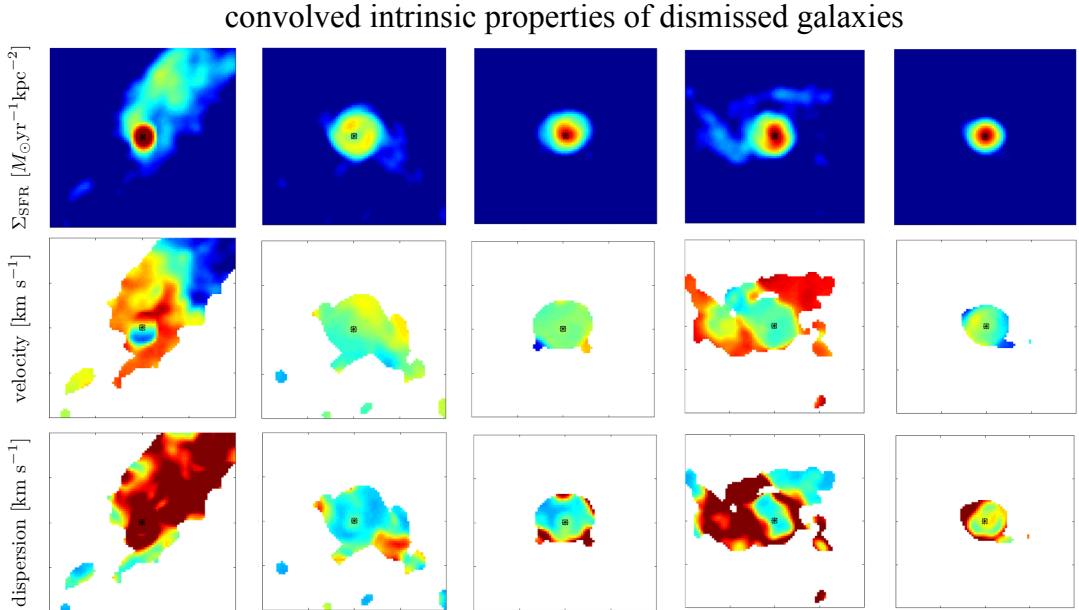 convolved intrinsic properties of dismissed galaxies
Σ_SFR [M_⊙yr⁻¹kpc⁻²]
velocity [km s⁻¹]
dispersion [km s⁻¹]